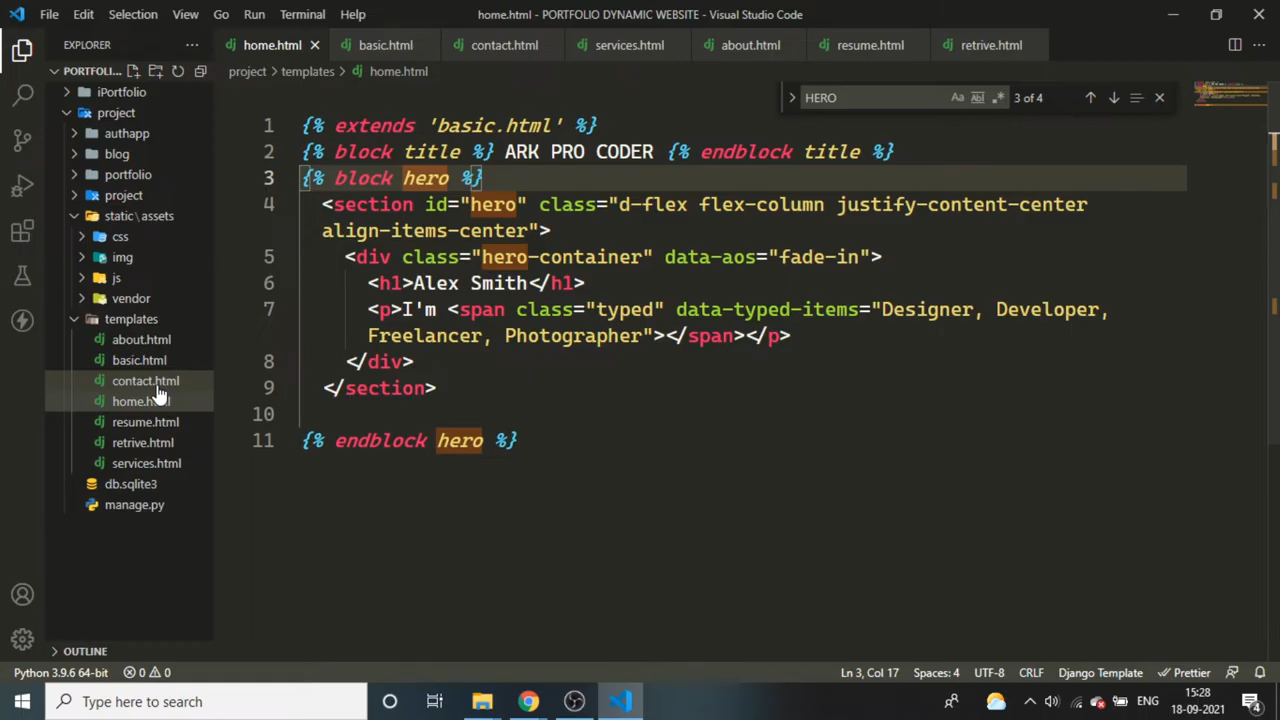 File Edit Selection View Go Run Terminal Help
home.html - PORTFOLIO DYNAMIC WEBSITE - Visual Studio Code
EXPLORER
home.html basic.html contact.html services.html about.html resume.html retrive.html
PORTFOLI...
project templates home.html
iPortfolio
project
authapp
blog
portfolio
project
static\assets
css
img
js
vendor
templates
about.html
basic.html
contact.html
resume.html
retrive.html
services.html
db.sqlite3
manage.py
OUTLINE
HERO Aa Ab 3 of 4
1 {% extends 'basic.html' %}
2 {% block title %} ARK PRO CODER {% endblock title %}
3 {% block hero %}
4 <section id="hero" class="d-flex flex-column justify-content-center
align-items-center">
5 <div class="hero-container" data-aos="fade-in">
6 <h1>Alex Smith</h1>
7 <p>I'm <span class="typed" data-typed-items="Designer, Developer,
Freelancer, Photographer"></span></p>
8 </div>
9 </section>
10
11 {% endblock hero %}
Python 3.9.6 64-bit 0 0 Ln 3, Col 17 Spaces: 4 UTF-8 CRLF Django Template Prettier
Type here to search
ENG
15:28
18-09-2021
4